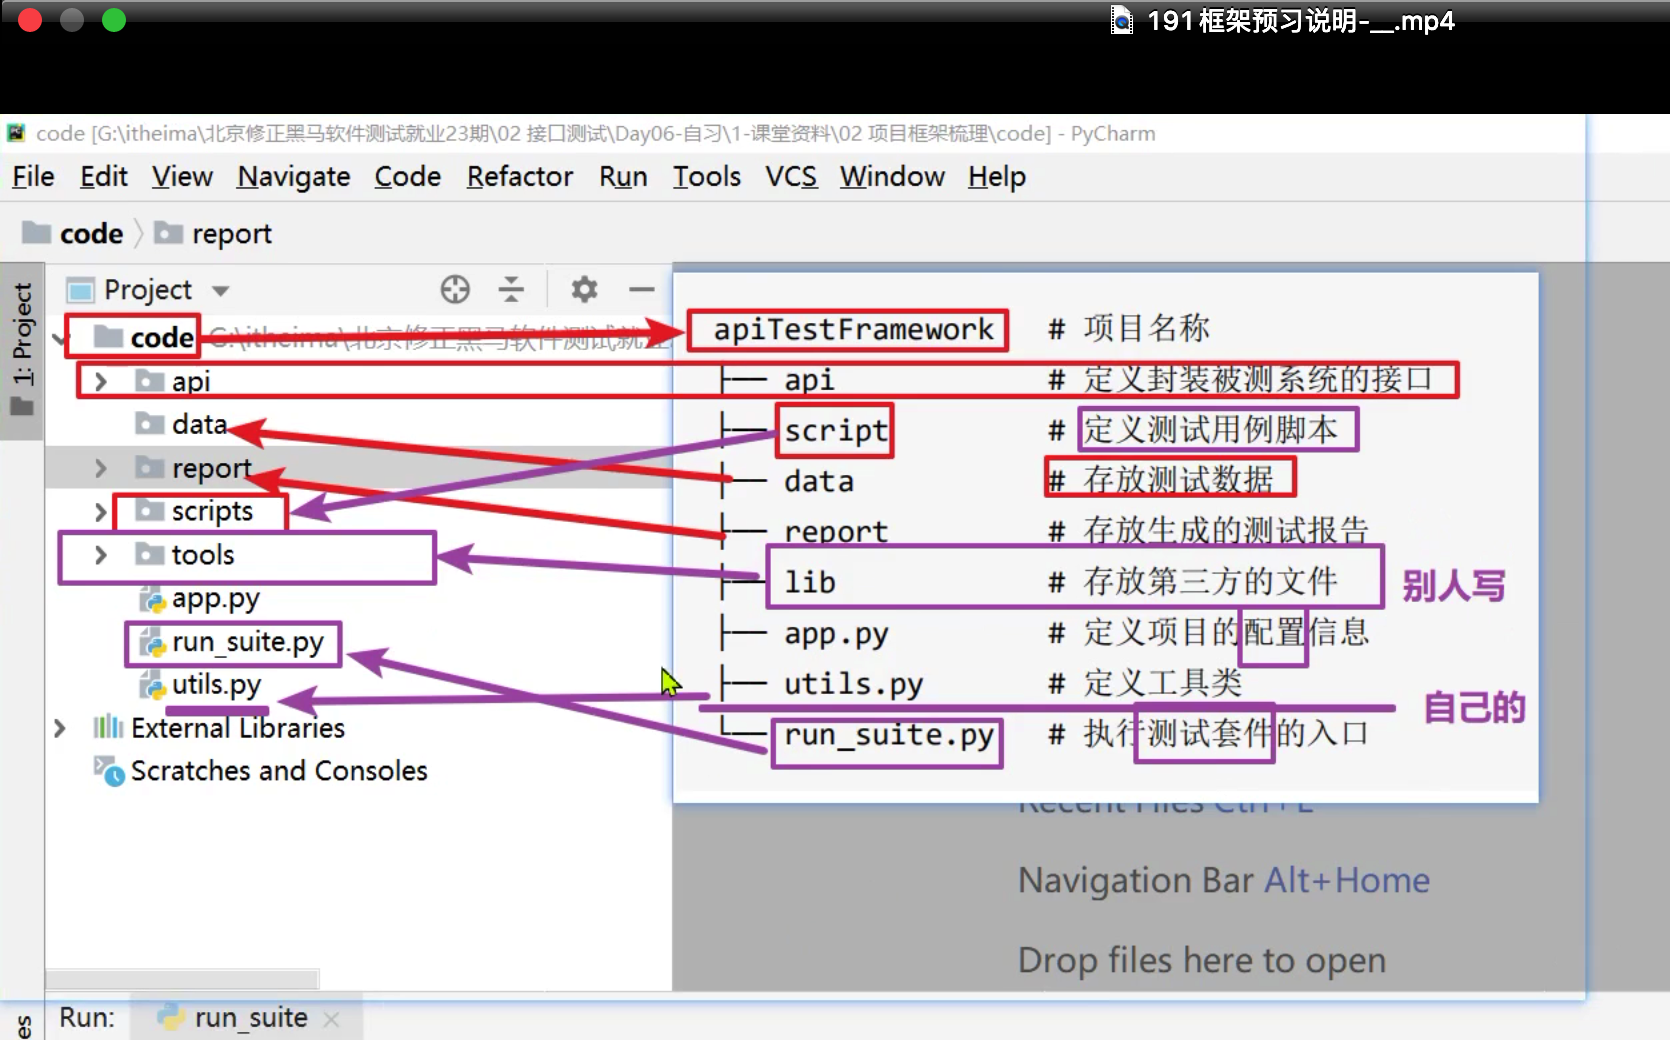 191框架预习说明-__.mp4
code [G:\itheima\北京修正黑马软件测试就业23期\02 接口测试\Day06-自习\1-课堂资料\02 项目框架梳理\code] - PyCharm
File Edit View Navigate Code Refactor Run Tools VCS Window Help
code report
1: Project
Project
code G:\itheima\北京修正黑马软件测试就业
api
data
report
scripts
tools
app.py
run_suite.py
utils.py
External Libraries
Scratches and Consoles
apiTestFramework # 项目名称
├── api # 定义封装被测系统的接口
├── script # 定义测试用例脚本
├── data # 存放测试数据
├── report # 存放生成的测试报告
├── lib # 存放第三方的文件
别人写
├── app.py # 定义项目的配置信息
├── utils.py # 定义工具类
自己的
└── run_suite.py # 执行测试套件的入口
Recent Files Ctrl+E
Navigation Bar Alt+Home
Drop files here to open
es
Run: run_suite